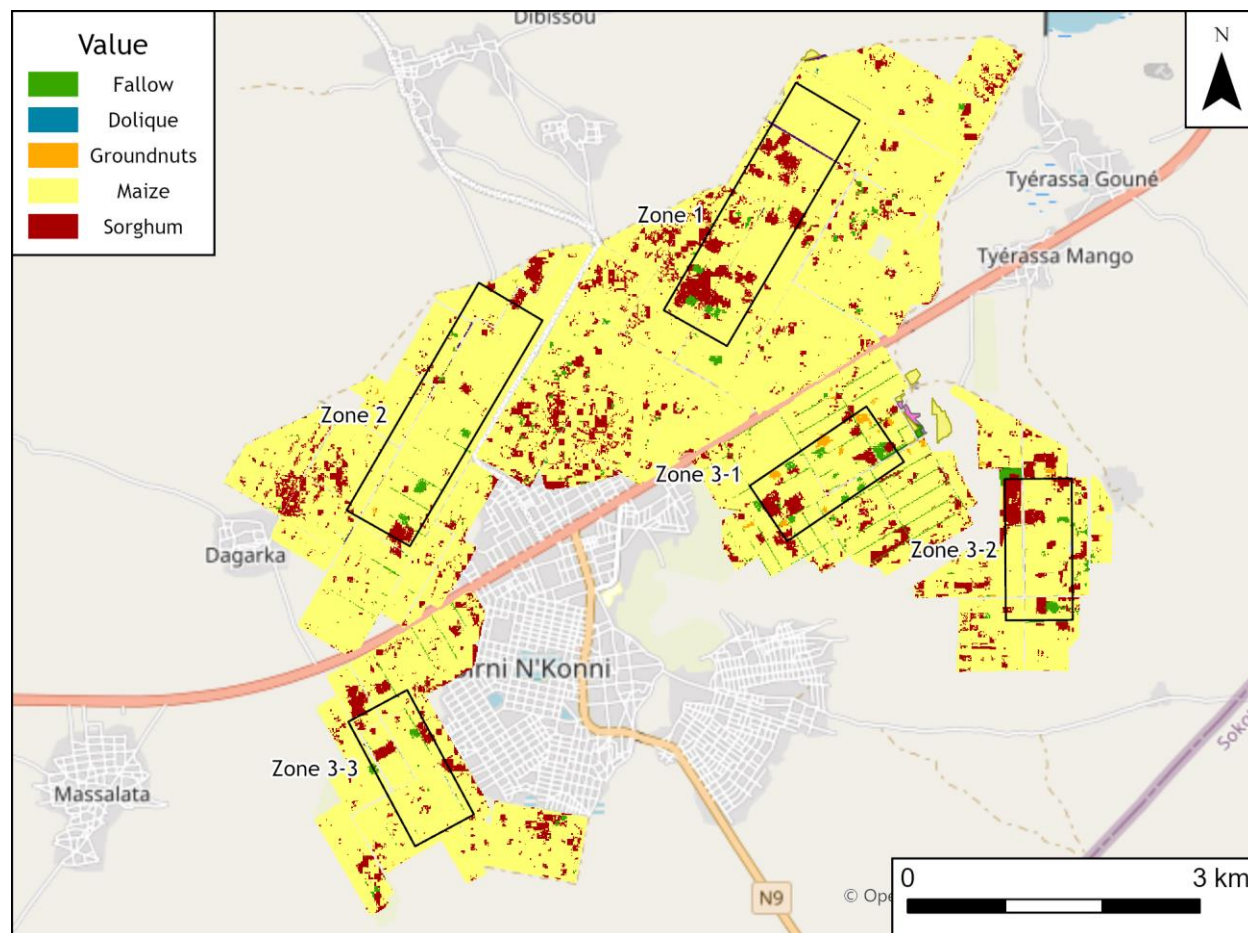 Dibissou
Value
Fallow
Dolique
Groundnuts
Maize
Sorghum
N
Tyérassa Gouné
Zone 1
Tyérassa Mango
Zone 2
Zone 3-1
Dagarka
Zone 3-2
Birni N'Konni
Zone 3-3
Massalata
Soko
N9
© Ope
0
3 km